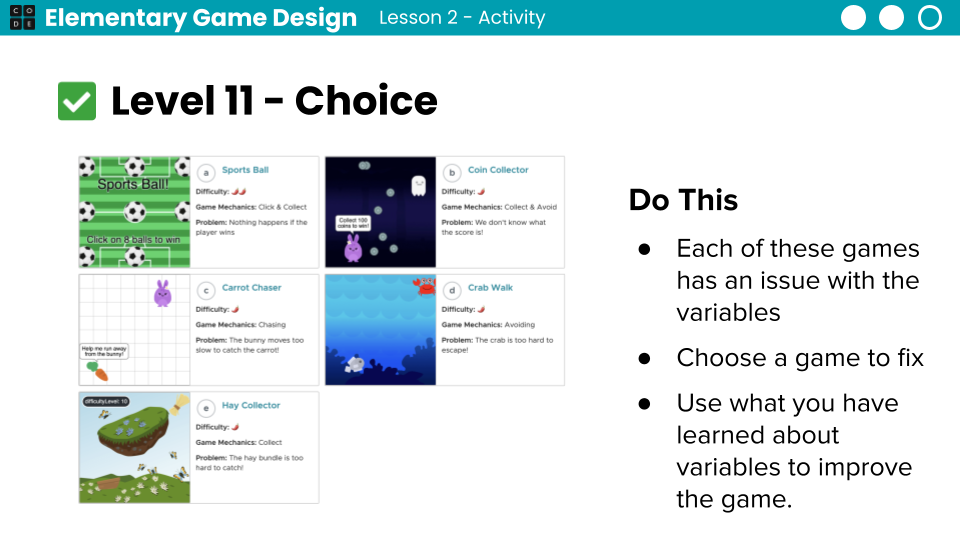 C O
D E
Elementary Game Design
Lesson 2 - Activity
Level 11 - Choice
Sports Ball!
Click on 8 balls to win
a
Sports Ball
Difficulty:
Game Mechanics: Click & Collect
Problem: Nothing happens if the
player wins
Collect 100
coins to win!
b
Coin Collector
Difficulty:
Game Mechanics: Collect & Avoid
Problem: We don't know what
the score is!
Help me run away
from the bunny!
c
Carrot Chaser
Difficulty:
Game Mechanics: Chasing
Problem: The bunny moves too
slow to catch the carrot!
d
Crab Walk
Difficulty:
Game Mechanics: Avoiding
Problem: The crab is too hard to
escape!
difficultyLevel: 10
e
Hay Collector
Difficulty:
Game Mechanics: Collect
Problem: The hay bundle is too
hard to catch!
Do This
● Each of these games
has an issue with the
variables
● Choose a game to fix
● Use what you have
learned about
variables to improve
the game.